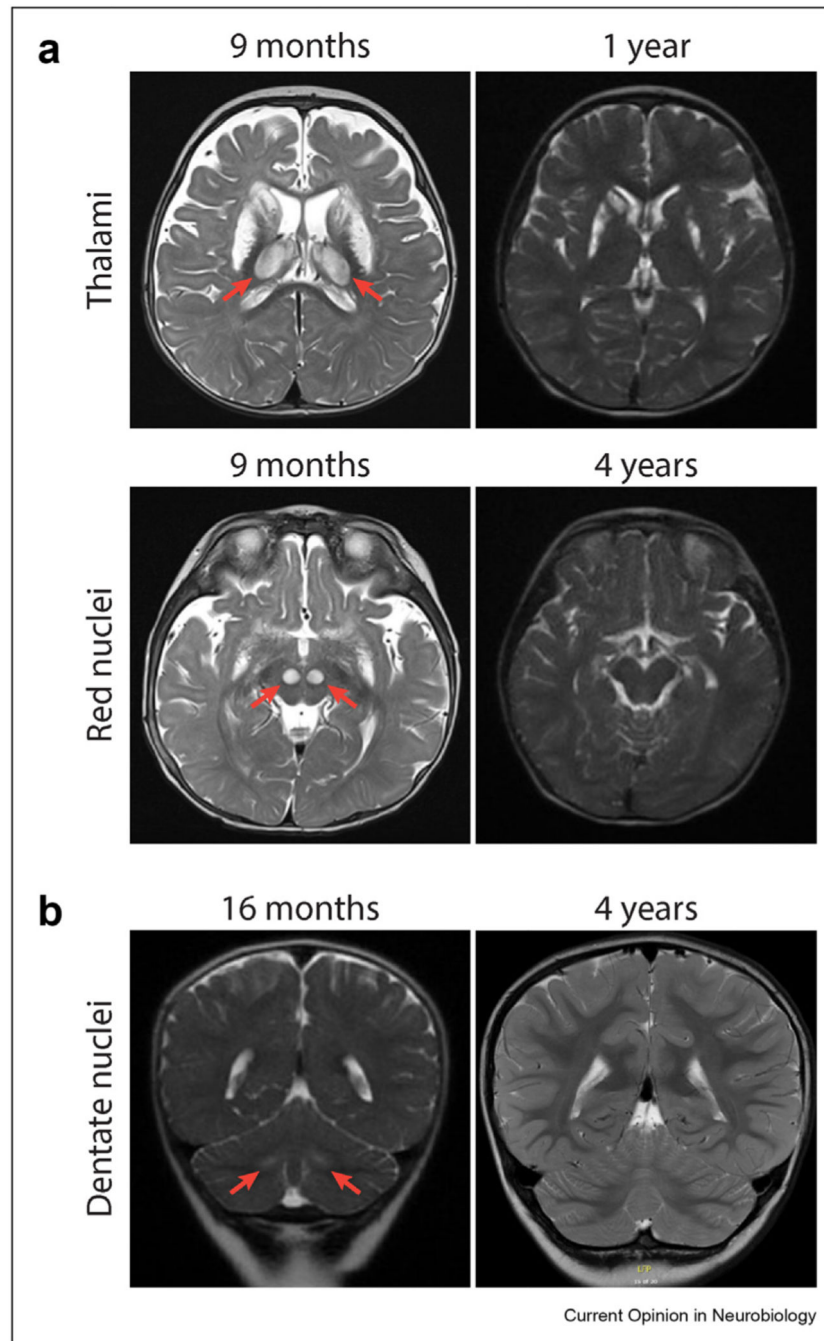 a
9 months 1 year
Thalami
9 months 4 years
Red nuclei
b
16 months 4 years
Dentate nuclei
Current Opinion in Neurobiology